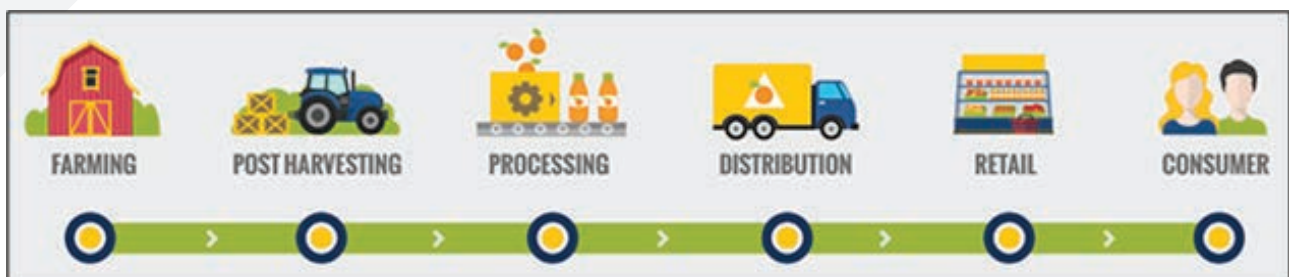 FARMING POST HARVESTING PROCESSING DISTRIBUTION RETAIL CONSUMER